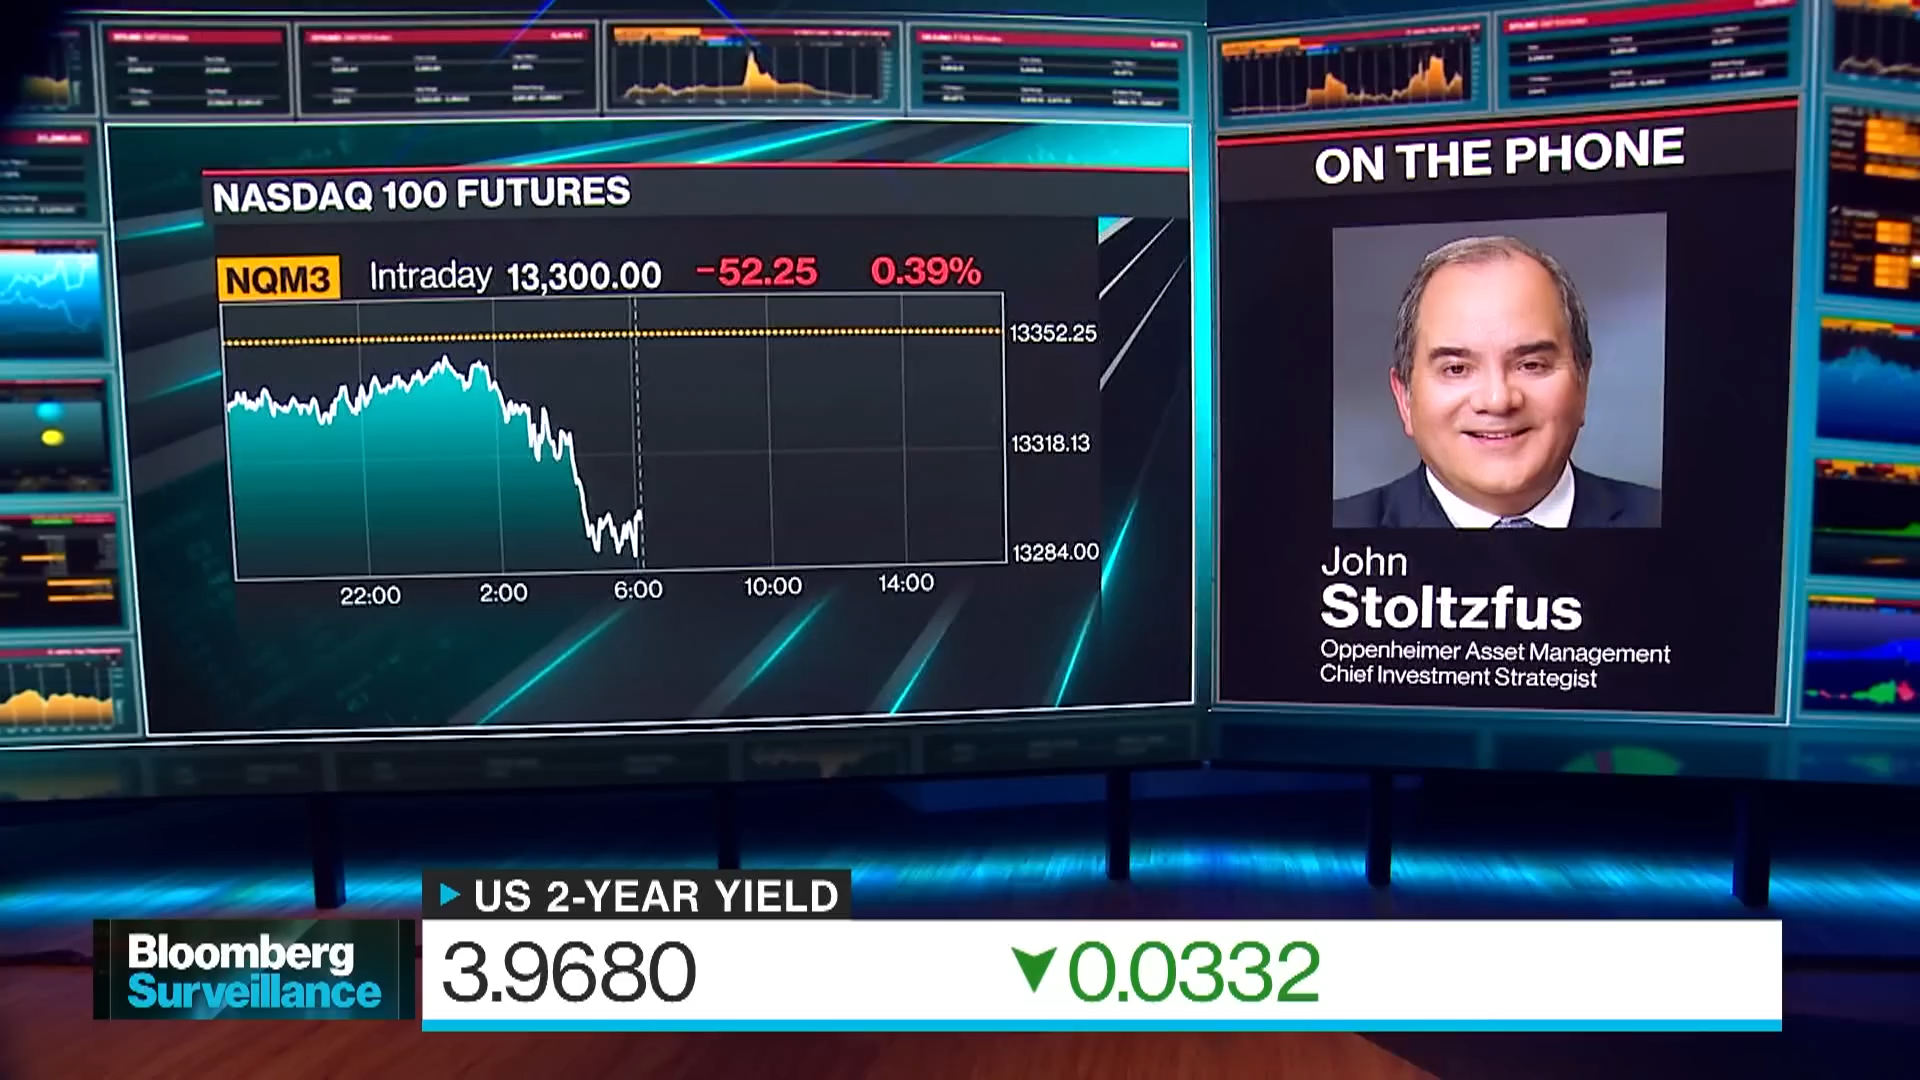 NASDAQ 100 FUTURES
NQM3 Intraday 13,300.00 -52.25 0.39%
13352.25
13318.13
13284.00
22:00 2:00 6:00 10:00 14:00
ON THE PHONE
John
Stoltzfus
Oppenheimer Asset Management
Chief Investment Strategist
US 2-YEAR YIELD
Bloomberg
Surveillance
3.9680 ▼0.0332